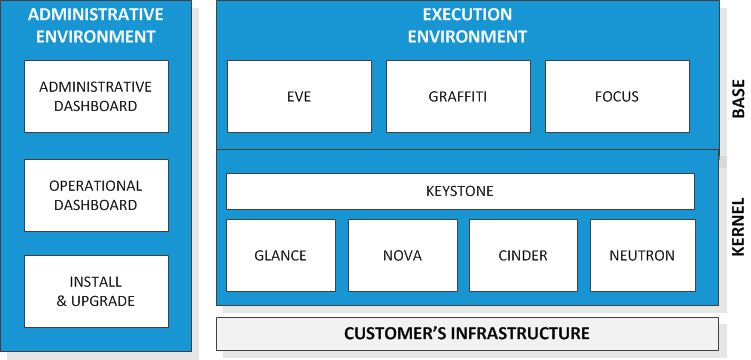 ADMINISTRATIVE
ENVIRONMENT
ADMINISTRATIVE
DASHBOARD
OPERATIONAL
DASHBOARD
INSTALL
& UPGRADE
EXECUTION
ENVIRONMENT
EVE
GRAFFITI
FOCUS
BASE
KEYSTONE
GLANCE
NOVA
CINDER
NEUTRON
KERNEL
CUSTOMER’S INFRASTRUCTURE